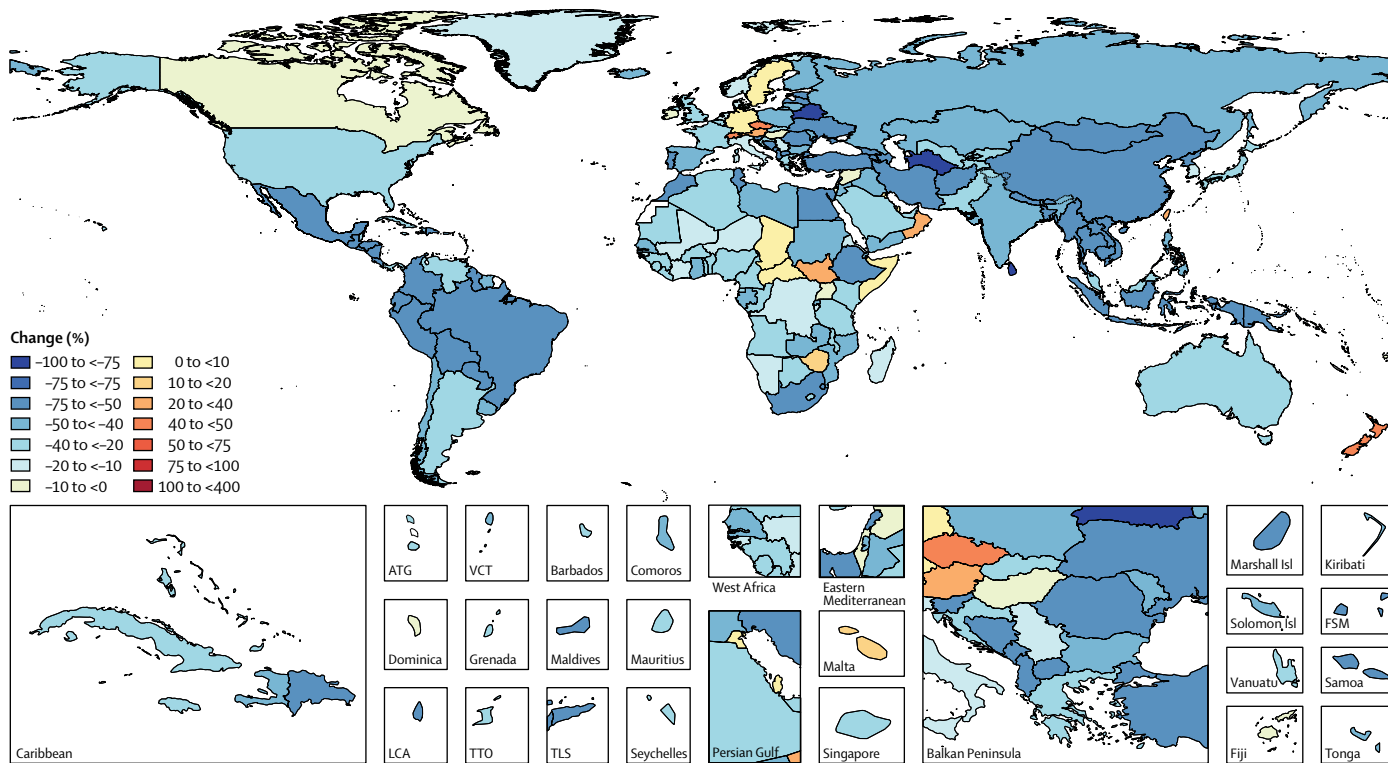 Change (%)
–100 to <–75
–75 to <–75
–75 to <–50
–50 to <–40
–40 to <–20
–20 to <–10
–10 to <0
0 to <10
10 to <20
20 to <40
40 to <50
50 to <75
75 to <100
100 to <400
Caribbean
ATG
VCT
Barbados
Comoros
Dominica
Grenada
Maldives
Mauritius
LCA
TTO
TLS
Seychelles
West Africa
Eastern
Mediterranean
Persian Gulf
Malta
Singapore
Balkan Peninsula
Marshall Isl
Kiribati
Solomon Isl
FSM
Vanuatu
Samoa
Fiji
Tonga